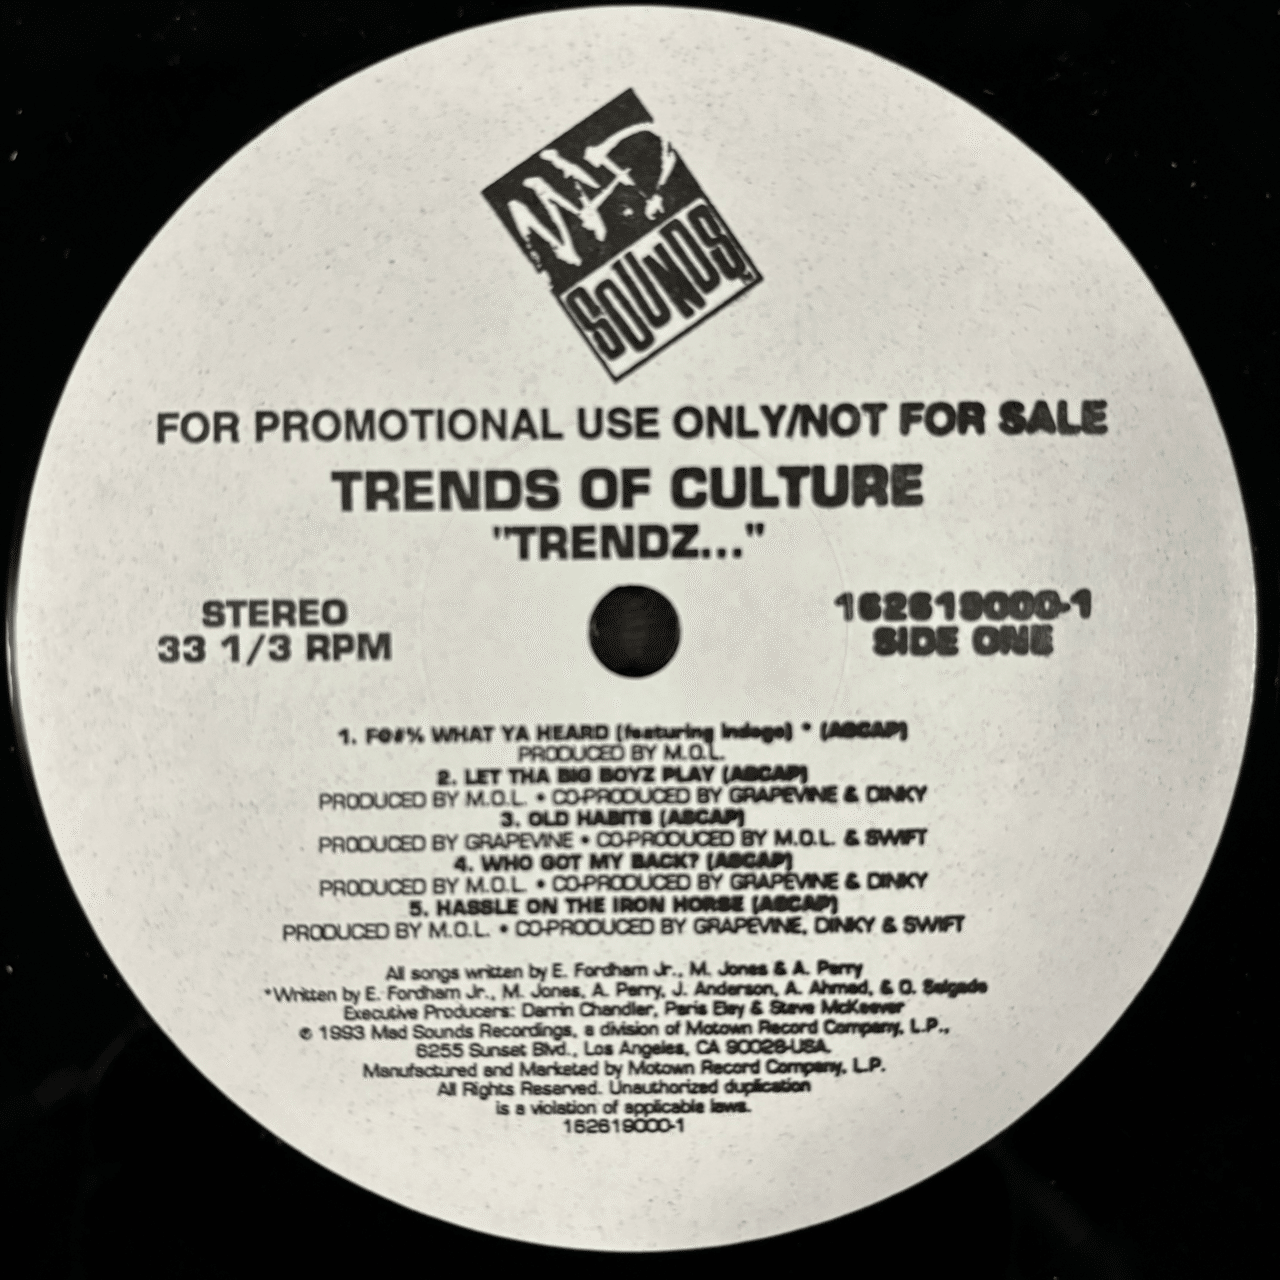 MAD
SOUNDS
FOR PROMOTIONAL USE ONLY/NOT FOR SALE
TRENDS OF CULTURE
"TRENDZ..."
STEREO
33 1/3 RPM
162619000-1
SIDE ONE
1. F@#% WHAT YA HEARD (featuring Indogo) * (ASCAP)
PRODUCED BY M.O.L.
2. LET THA BIG BOYZ PLAY (ASCAP)
PRODUCED BY M.O.L. • CO-PRODUCED BY GRAPEVINE & DINKY
3. OLD HABITS (ASCAP)
PRODUCED BY GRAPEVINE • CO-PRODUCED BY M.O.L. & SWIFT
4. WHO GOT MY BACK? (ASCAP)
PRODUCED BY M.O.L. • CO-PRODUCED BY GRAPEVINE & DINKY
5. HASSLE ON THE IRON HORSE (ASCAP)
PRODUCED BY M.O.L. • CO-PRODUCED BY GRAPEVINE, DINKY & SWIFT
All songs written by E. Fordham Jr., M. Jones & A. Perry
*Written by E. Fordham Jr., M. Jones, A. Perry, J. Anderson, A. Ahmed, & O. Salgado
Executive Producers: Darrin Chandler, Paris Eley & Steve McKeever
℗ 1993 Mad Sounds Recordings, a division of Motown Record Company, L.P.,
6255 Sunset Blvd., Los Angeles, CA 90028-USA.
Manufactured and Marketed by Motown Record Company, L.P.
All Rights Reserved. Unauthorized duplication
is a violation of applicable laws.
162619000-1